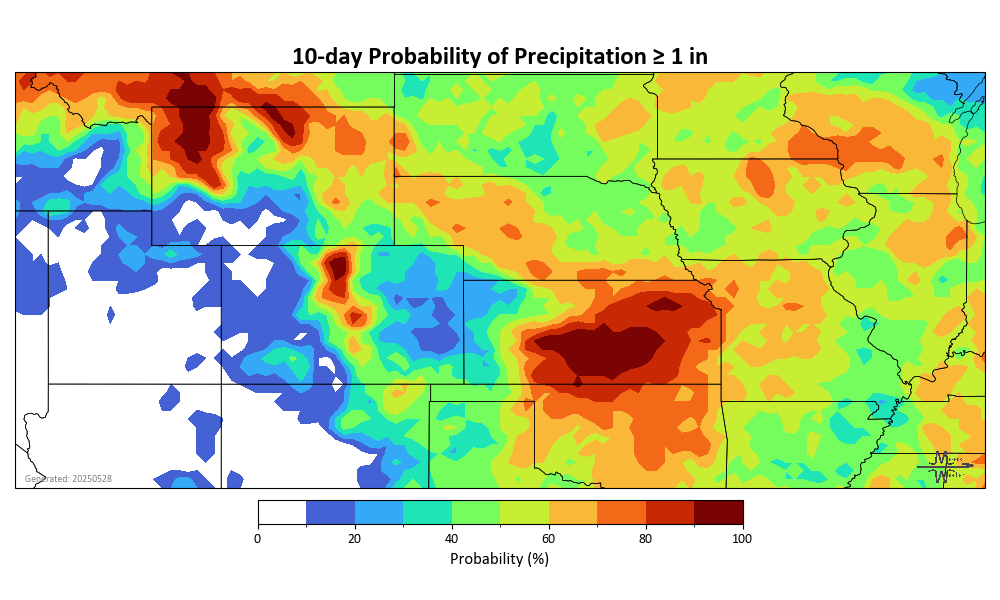 10-day Probability of Precipitation ≥ 1 in
Generated: 20250528
0 20 40 60 80 100
Probability (%)